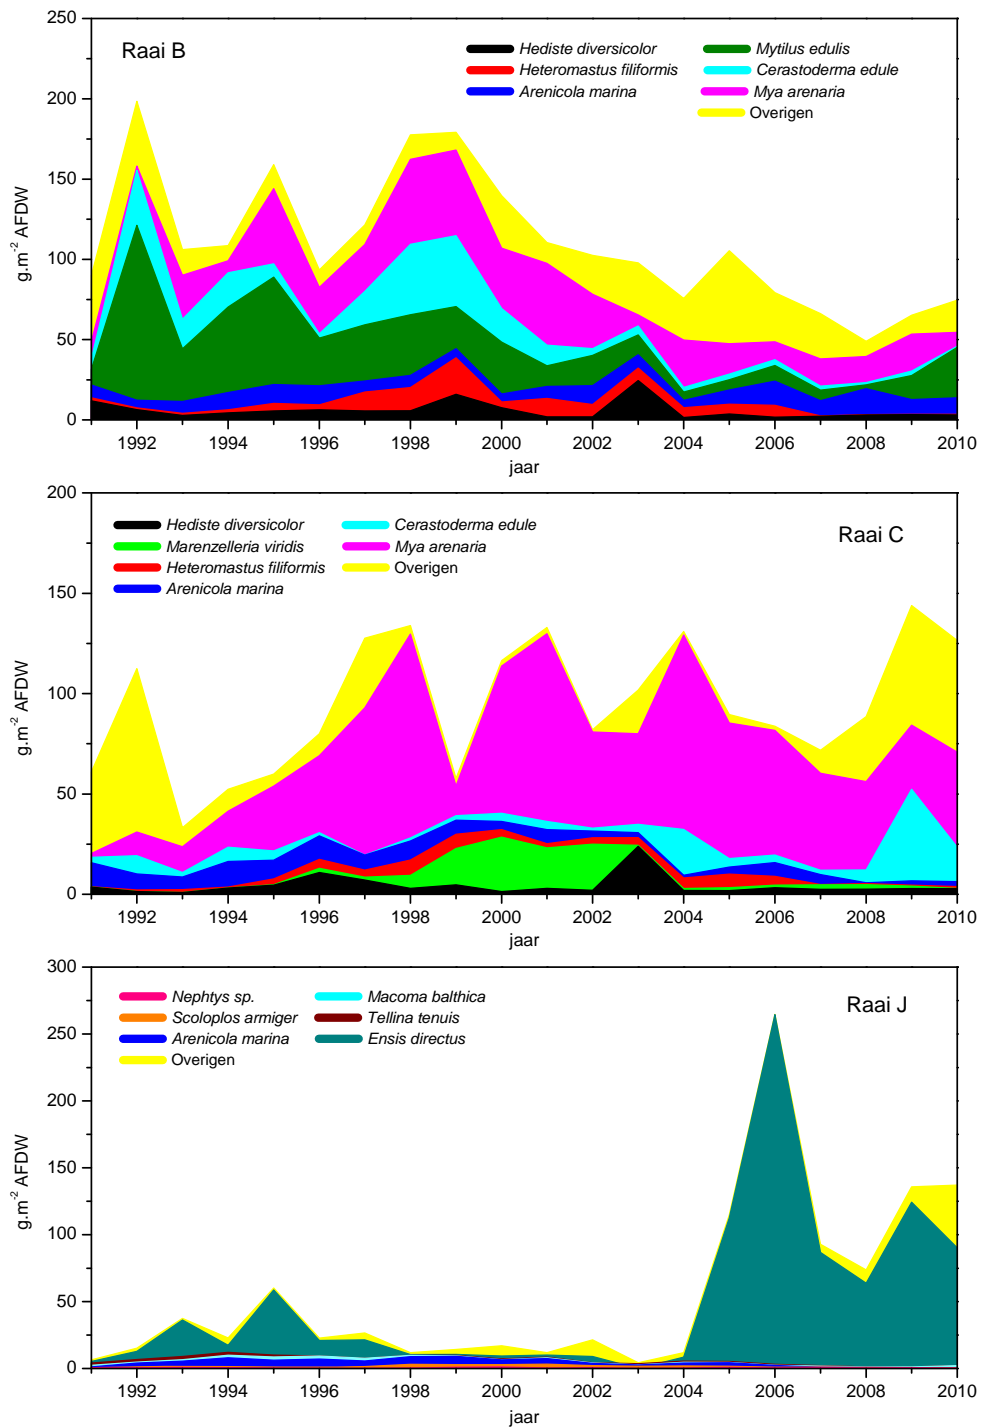 250
200
150
100
50
0
g.m-2 AFDW
Raai B
Hediste diversicolor
Heteromastus filiformis
Arenicola marina
Mytilus edulis
Cerastoderma edule
Mya arenaria
Overigen
1992 1994 1996 1998 2000 2002 2004 2006 2008 2010
jaar
200
150
100
50
0
g.m-2 AFDW
Raai C
Hediste diversicolor
Marenzelleria viridis
Heteromastus filiformis
Arenicola marina
Cerastoderma edule
Mya arenaria
Overigen
1992 1994 1996 1998 2000 2002 2004 2006 2008 2010
jaar
300
250
200
150
100
50
0
g.m-2 AFDW
Raai J
Nephtys sp.
Scoloplos armiger
Arenicola marina
Overigen
Macoma balthica
Tellina tenuis
Ensis directus
1992 1994 1996 1998 2000 2002 2004 2006 2008 2010
jaar